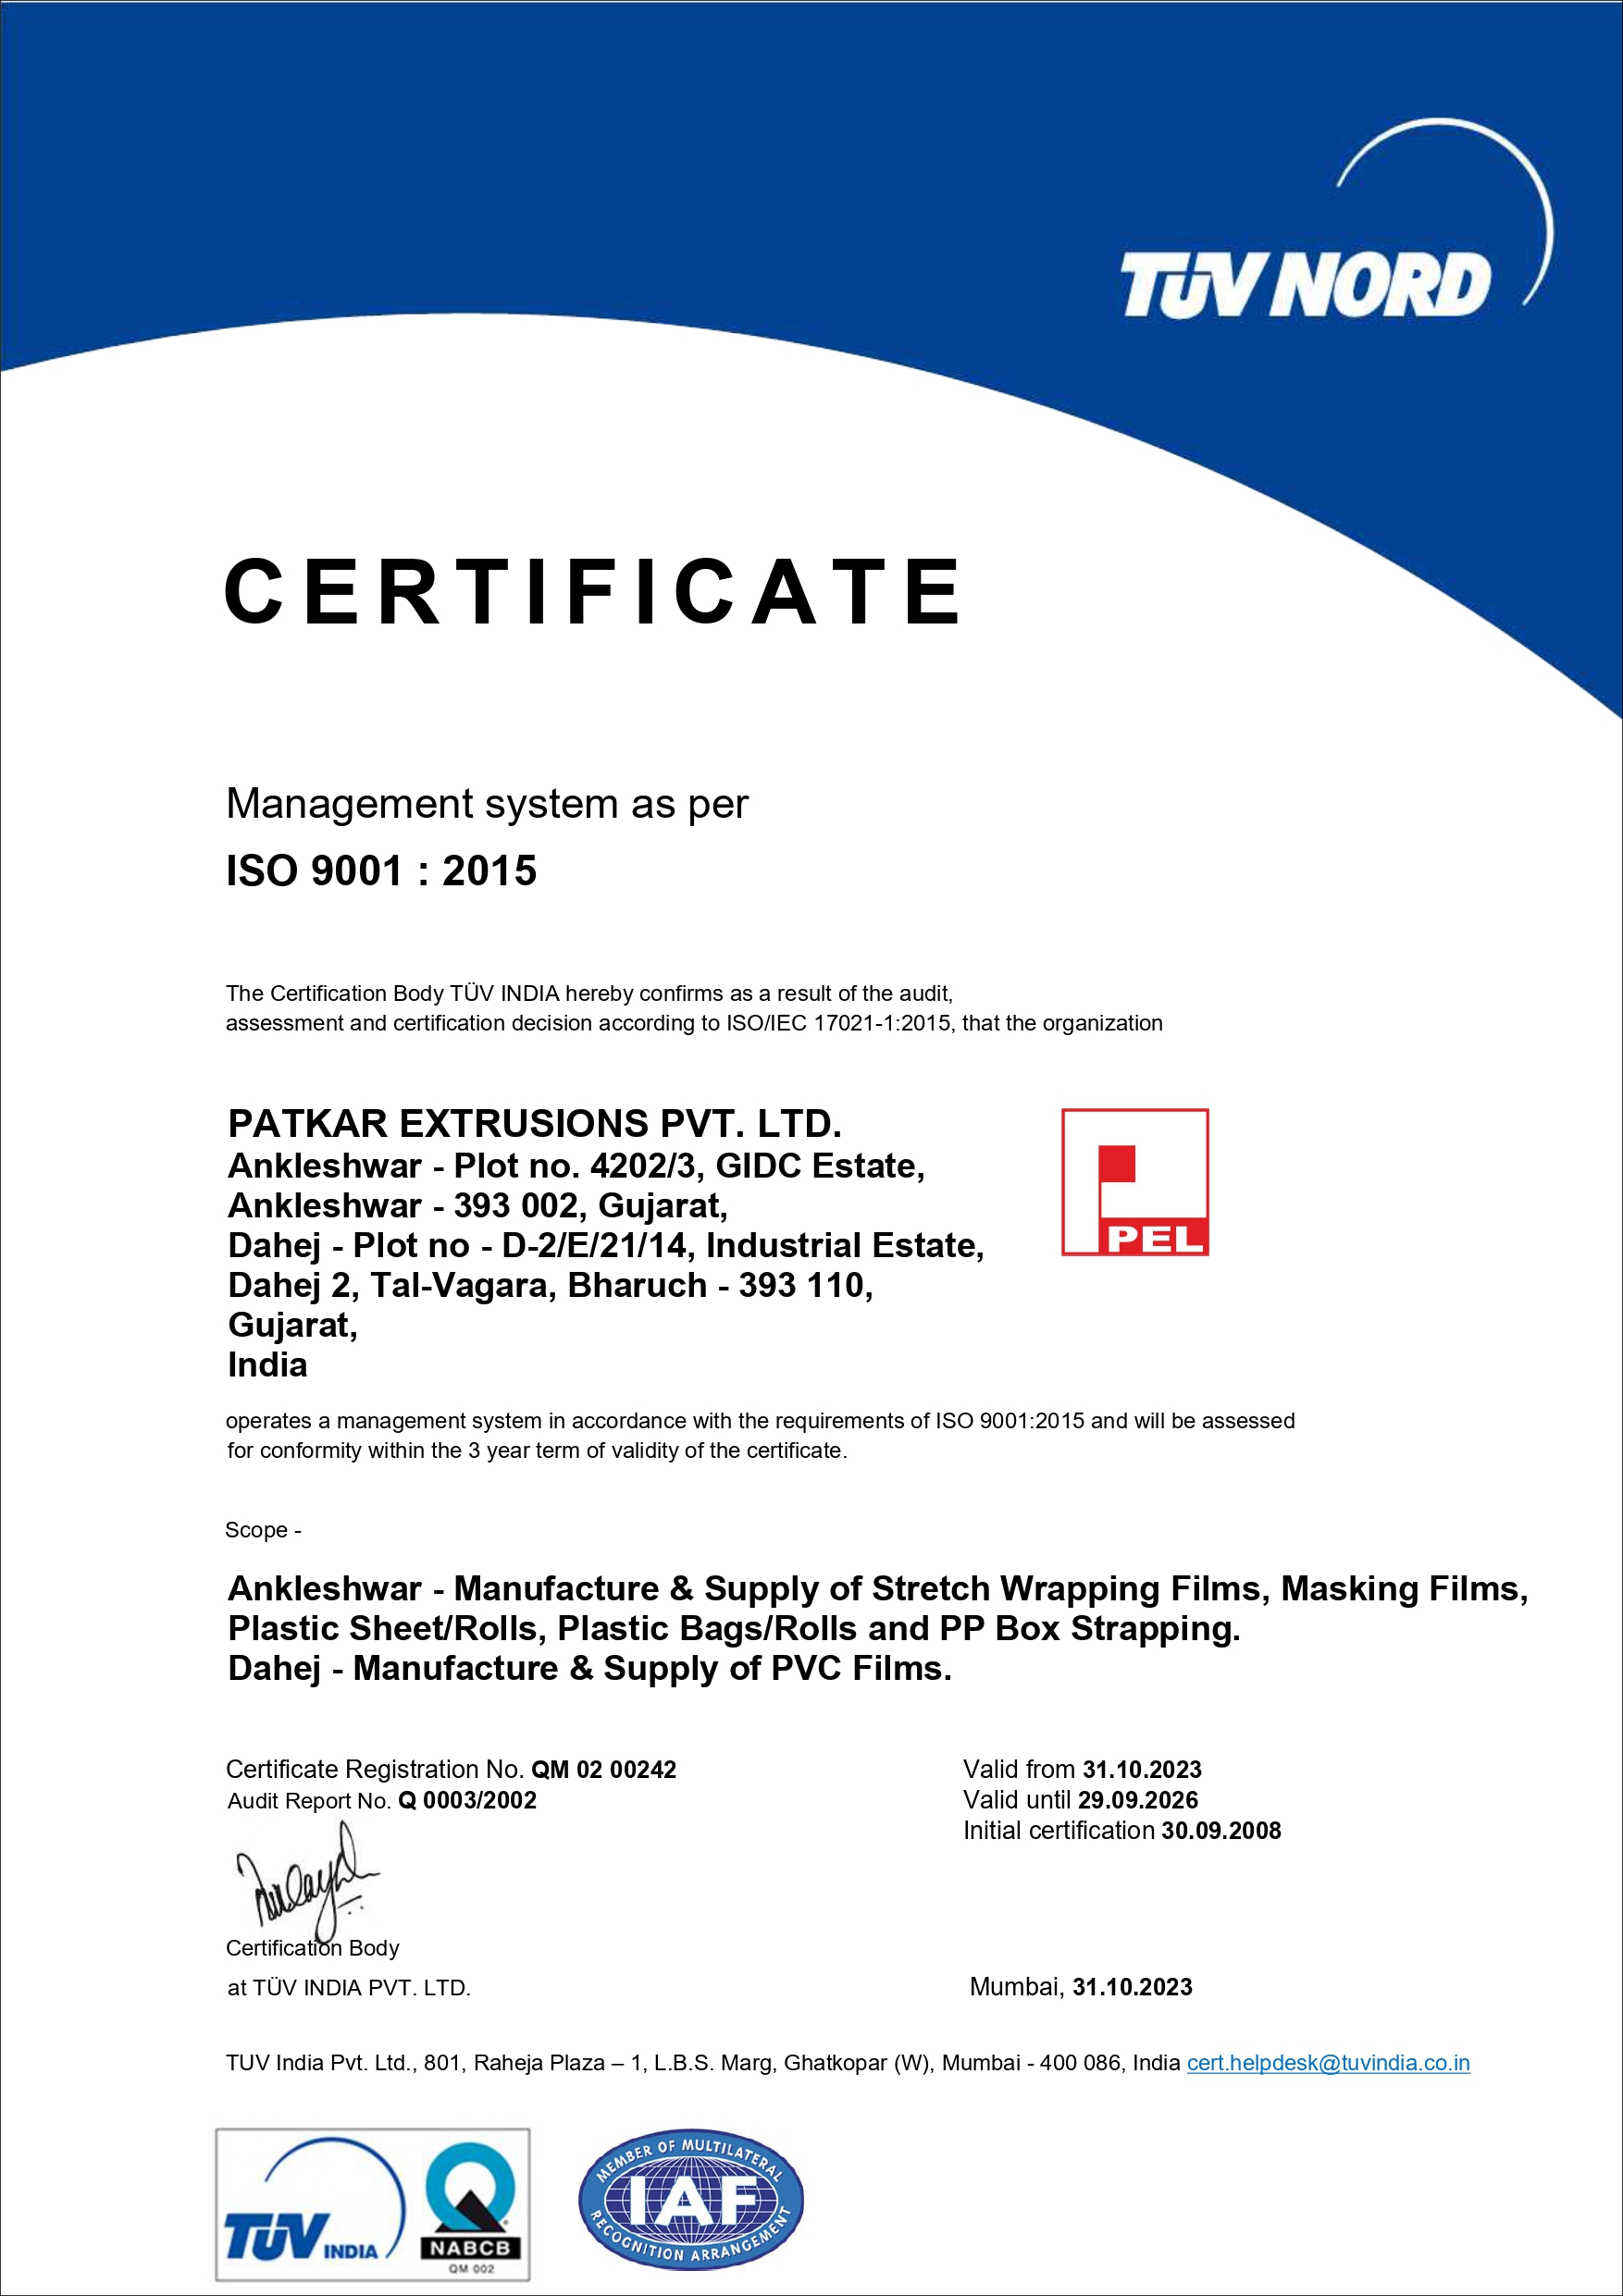 TÜV NORD
CERTIFICATE
Management system as per
ISO 9001 : 2015
The Certification Body TÜV INDIA hereby confirms as a result of the audit,
assessment and certification decision according to ISO/IEC 17021-1:2015, that the organization
PATKAR EXTRUSIONS PVT. LTD.
Ankleshwar - Plot no. 4202/3, GIDC Estate,
Ankleshwar - 393 002, Gujarat,
Dahej - Plot no - D-2/E/21/14, Industrial Estate,
Dahej 2, Tal-Vagara, Bharuch - 393 110,
Gujarat,
India
PEL
operates a management system in accordance with the requirements of ISO 9001:2015 and will be assessed
for conformity within the 3 year term of validity of the certificate.
Scope -
Ankleshwar - Manufacture & Supply of Stretch Wrapping Films, Masking Films,
Plastic Sheet/Rolls, Plastic Bags/Rolls and PP Box Strapping.
Dahej - Manufacture & Supply of PVC Films.
Certificate Registration No. QM 02 00242
Audit Report No. Q 0003/2002
Valid from 31.10.2023
Valid until 29.09.2026
Initial certification 30.09.2008
Certification Body
at TÜV INDIA PVT. LTD.
Mumbai, 31.10.2023
TUV India Pvt. Ltd., 801, Raheja Plaza – 1, L.B.S. Marg, Ghatkopar (W), Mumbai - 400 086, India cert.helpdesk@tuvindia.co.in
TÜV INDIA
NABCB
QM 002
MEMBER OF MULTILATERAL
IAF
RECOGNITION ARRANGEMENT